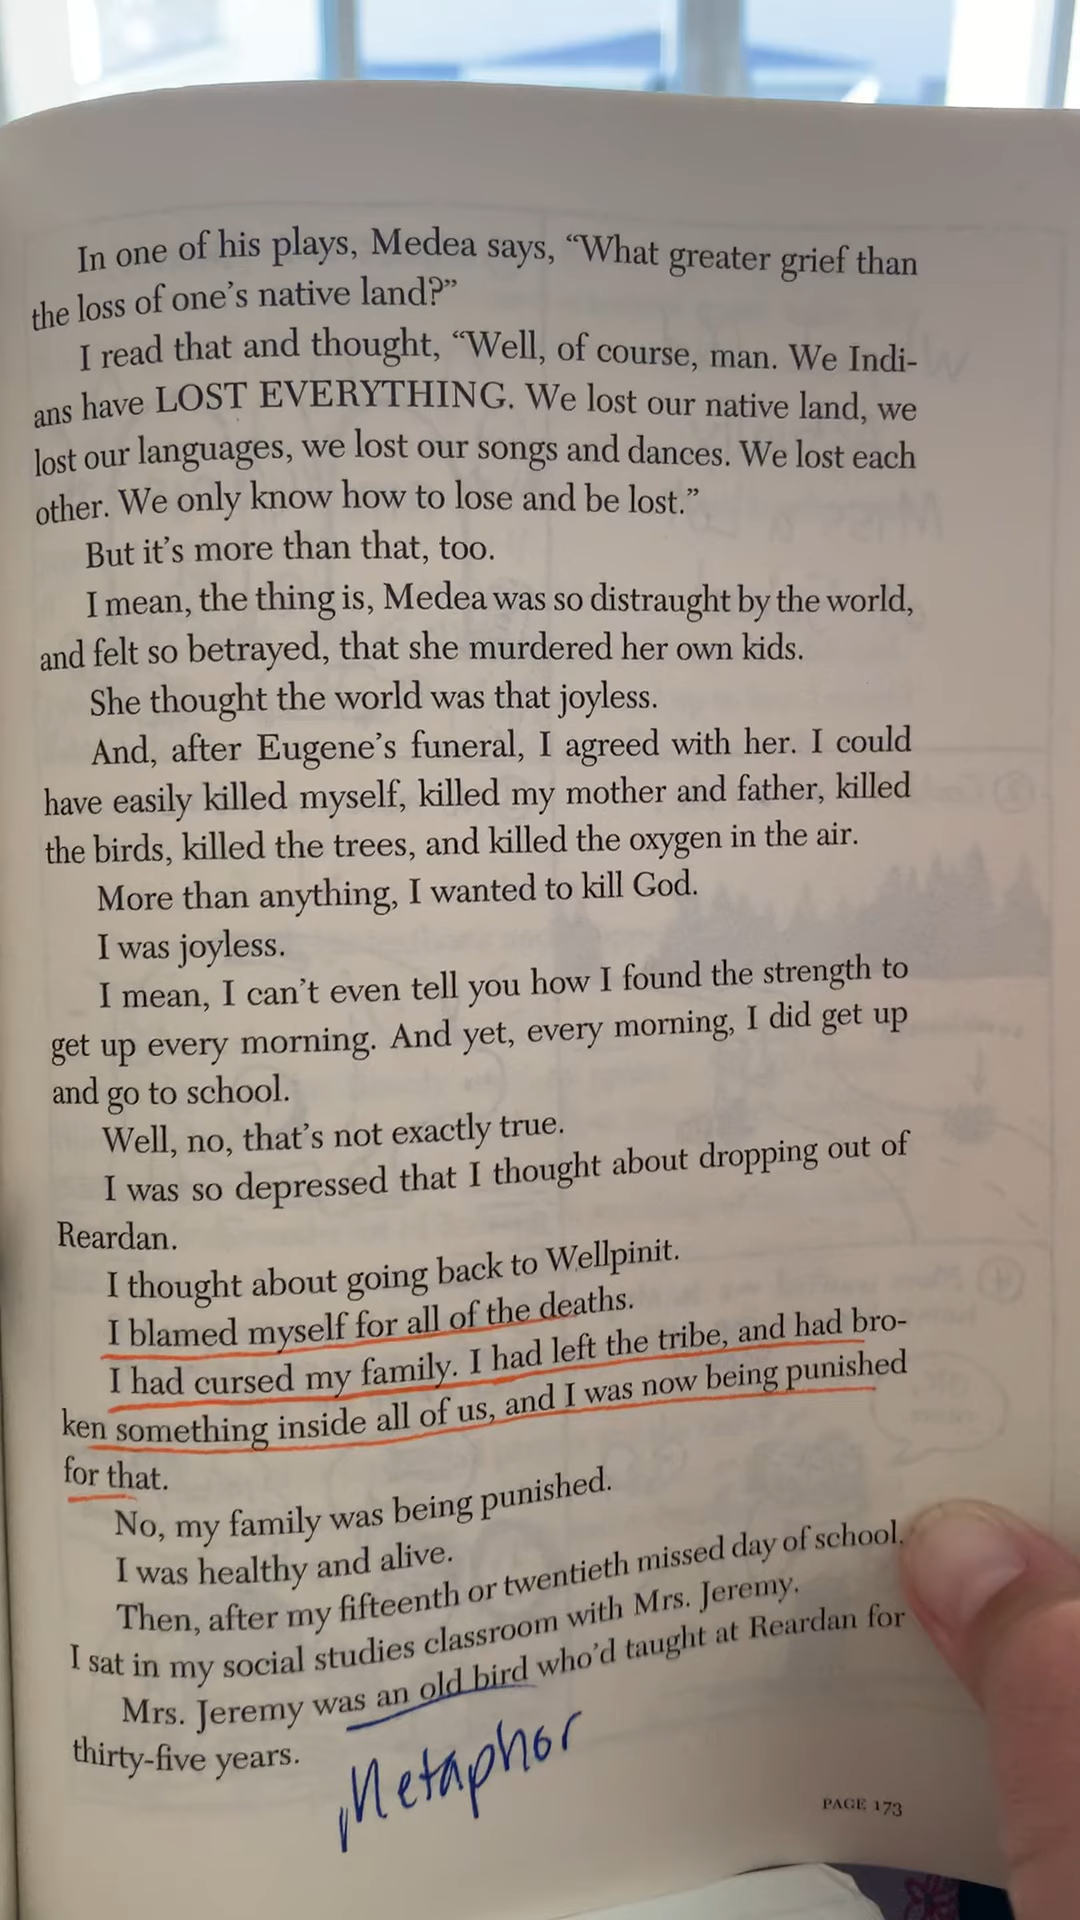 In one of his plays, Medea says, “What greater grief than
the loss of one’s native land?”
I read that and thought, “Well, of course, man. We Indi-
ans have LOST EVERYTHING. We lost our native land, we
lost our languages, we lost our songs and dances. We lost each
other. We only know how to lose and be lost.”
But it’s more than that, too.
I mean, the thing is, Medea was so distraught by the world,
and felt so betrayed, that she murdered her own kids.
She thought the world was that joyless.
And, after Eugene’s funeral, I agreed with her. I could
have easily killed myself, killed my mother and father, killed
the birds, killed the trees, and killed the oxygen in the air.
More than anything, I wanted to kill God.
I was joyless.
I mean, I can’t even tell you how I found the strength to
get up every morning. And yet, every morning, I did get up
and go to school.
Well, no, that’s not exactly true.
I was so depressed that I thought about dropping out of
Reardan.
I thought about going back to Wellpinit.
I blamed myself for all of the deaths.
I had cursed my family. I had left the tribe, and had bro-
ken something inside all of us, and I was now being punished
for that.
No, my family was being punished.
I was healthy and alive.
Then, after my fifteenth or twentieth missed day of school,
I sat in my social studies classroom with Mrs. Jeremy.
Mrs. Jeremy was an old bird who’d taught at Reardan for
thirty-five years.
Metaphor
PAGE 173